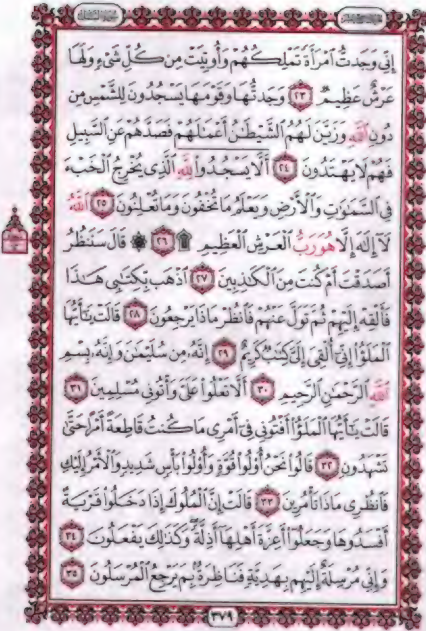 إِنِّي وَجَدتُّ ٱمْرَأَةً تَمْلِكُهُمْ وَأُوتِيَتْ مِن كُلِّ شَىْءٍ وَلَهَا
عَرْشٌ عَظِيمٌ ٢٣ وَجَدتُّهَا وَقَوْمَهَا يَسْجُدُونَ لِلشَّمْسِ مِن
دُونِ ٱللَّهِ وَزَيَّنَ لَهُمُ ٱلشَّيْطَٰنُ أَعْمَٰلَهُمْ فَصَدَّهُمْ عَنِ ٱلسَّبِيلِ
فَهُمْ لَا يَهْتَدُونَ ٢٤ أَلَّا يَسْجُدُوا۟ لِلَّهِ ٱلَّذِى يُخْرِجُ ٱلْخَبْءَ
فِى ٱلسَّمَٰوَٰتِ وَٱلْأَرْضِ وَيَعْلَمُ مَا تُخْفُونَ وَمَا تُعْلِنُونَ ٢٥ ٱللَّهُ
لَآ إِلَٰهَ إِلَّا هُوَ رَبُّ ٱلْعَرْشِ ٱلْعَظِيمِ ۩ ٢٦ ۞ قَالَ سَنَنظُرُ
أَصَدَقْتَ أَمْ كُنتَ مِنَ ٱلْكَٰذِبِينَ ٢٧ ٱذْهَب بِّكِتَٰبِى هَٰذَا
فَأَلْقِهْ إِلَيْهِمْ ثُمَّ تَوَلَّ عَنْهُمْ فَٱنظُرْ مَاذَا يَرْجِعُونَ ٢٨ قَالَتْ يَٰٓأَيُّهَا
ٱلْمَلَؤُا۟ إِنِّىٓ أُلْقِىَ إِلَىَّ كِتَٰبٌ كَرِيمٌ ٢٩ إِنَّهُۥ مِن سُلَيْمَٰنَ وَإِنَّهُۥ بِسْمِ
ٱللَّهِ ٱلرَّحْمَٰنِ ٱلرَّحِيمِ ٣٠ أَلَّا تَعْلُوا۟ عَلَىَّ وَأْتُونِى مُسْلِمِينَ ٣١
قَالَتْ يَٰٓأَيُّهَا ٱلْمَلَؤُا۟ أَفْتُونِى فِىٓ أَمْرِى مَا كُنتُ قَاطِعَةً أَمْرًا حَتَّىٰ
تَشْهَدُونِ ٣٢ قَالُوا۟ نَحْنُ أُو۟لُوا۟ قُوَّةٍ وَأُو۟لُوا۟ بَأْسٍ شَدِيدٍ وَٱلْأَمْرُ إِلَيْكِ
فَٱنظُرِى مَاذَا تَأْمُرِينَ ٣٣ قَالَتْ إِنَّ ٱلْمُلُوكَ إِذَا دَخَلُوا۟ قَرْيَةً
أَفْسَدُوهَا وَجَعَلُوٓا۟ أَعِزَّةَ أَهْلِهَآ أَذِلَّةً وَكَذَٰلِكَ يَفْعَلُونَ ٣٤
وَإِنِّى مُرْسِلَةٌ إِلَيْهِم بِهَدِيَّةٍ فَنَاظِرَةٌۢ بِمَ يَرْجِعُ ٱلْمُرْسَلُونَ ٣٥
٣٧٩